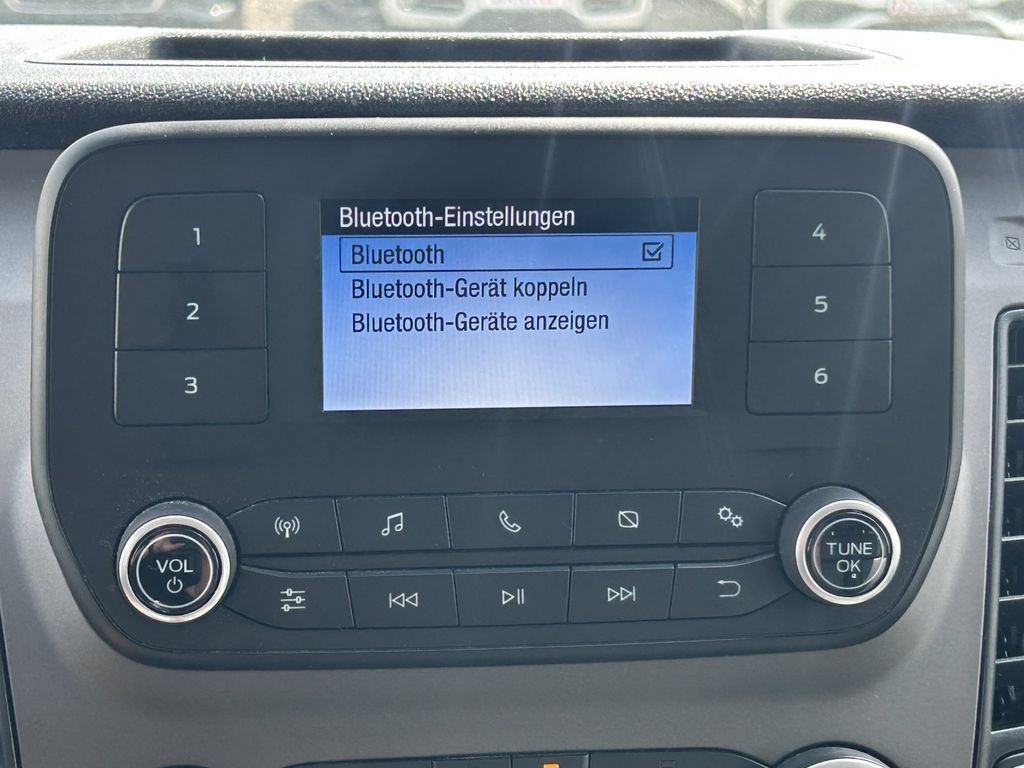 Bluetooth-Einstellungen
Bluetooth
Bluetooth-Gerät koppeln
Bluetooth-Geräte anzeigen
1
2
3
4
5
6
VOL
TUNE
OK